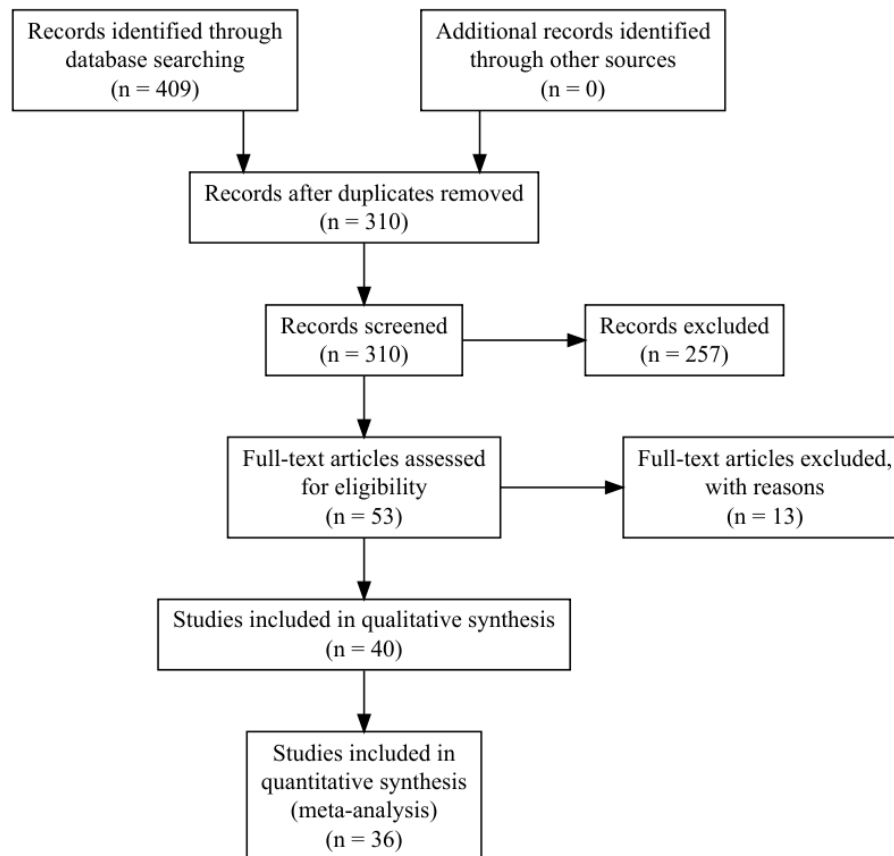 Records identified through
database searching
(n = 409)
Additional records identified
through other sources
(n = 0)
Records after duplicates removed
(n = 310)
Records screened
(n = 310)
Records excluded
(n = 257)
Full-text articles assessed
for eligibility
(n = 53)
Full-text articles excluded,
with reasons
(n = 13)
Studies included in qualitative synthesis
(n = 40)
Studies included in
quantitative synthesis
(meta-analysis)
(n = 36)